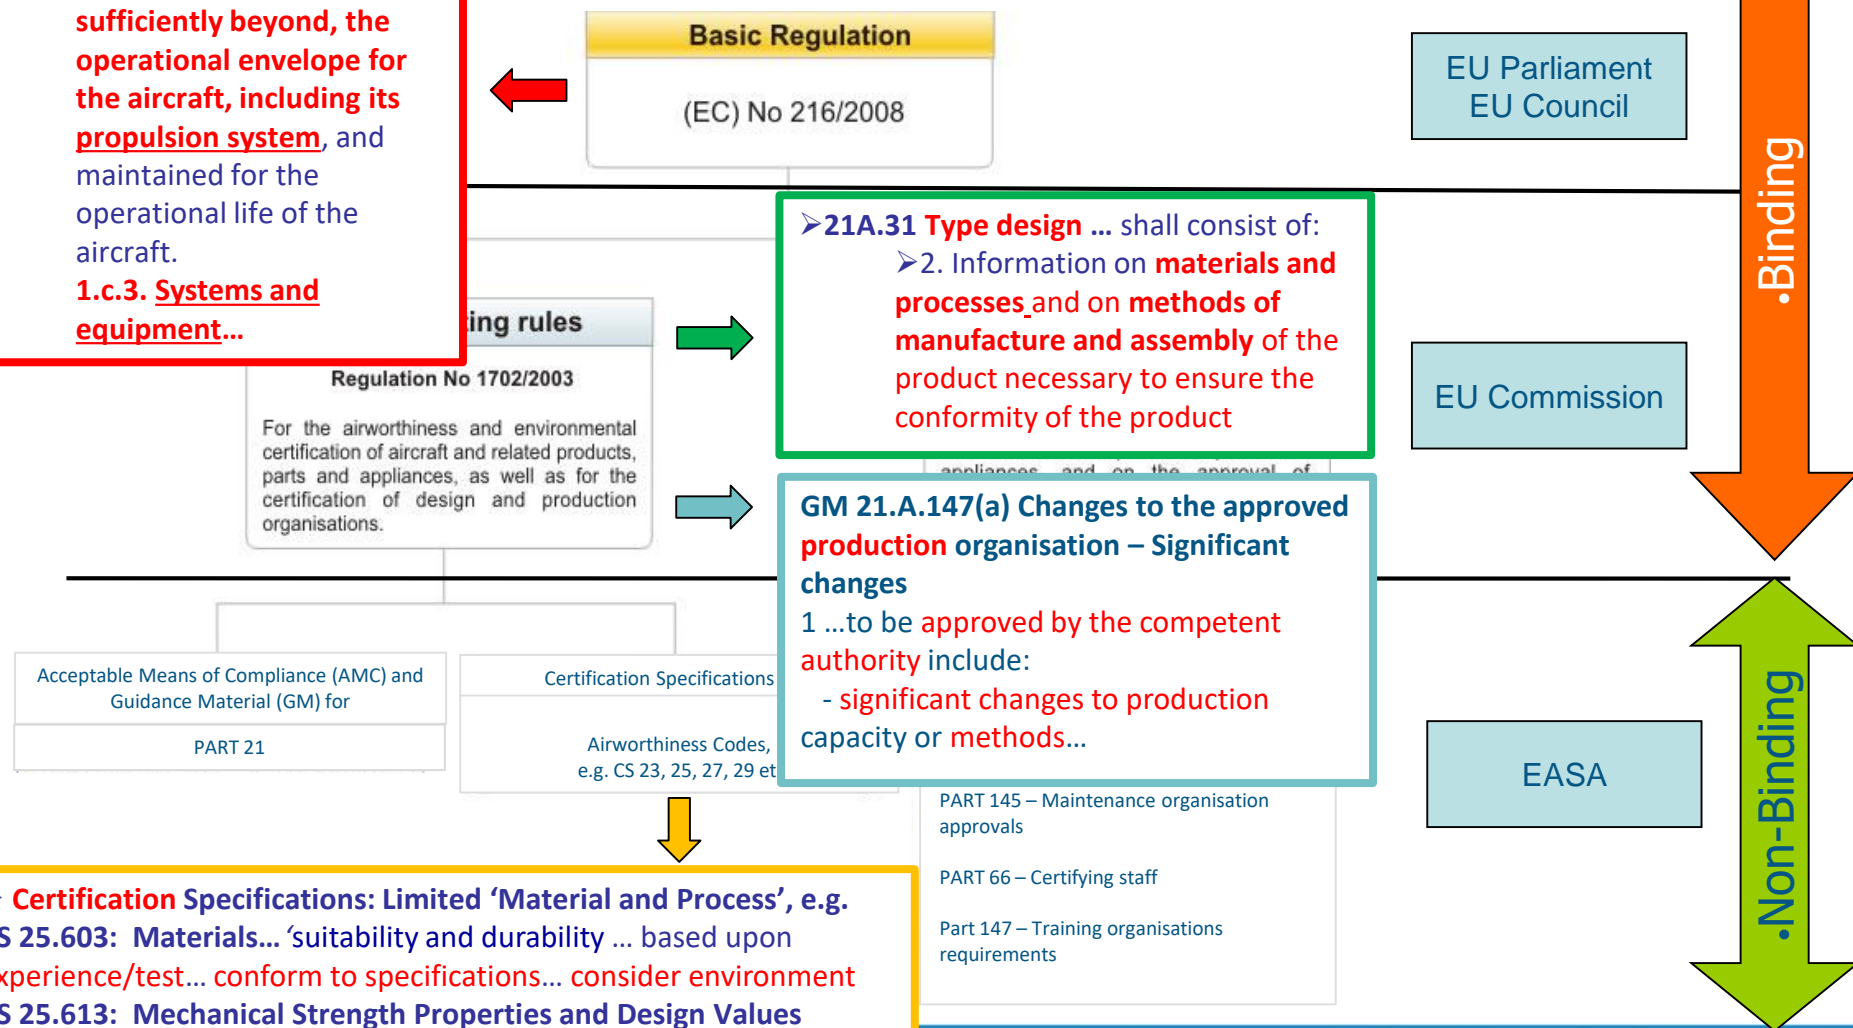 sufficiently beyond, the
operational envelope for
the aircraft, including its
propulsion system, and
maintained for the
operational life of the
aircraft.
1.c.3. Systems and
equipment…
Basic Regulation
(EC) No 216/2008
EU Parliament
EU Council
•Binding
➢21A.31 Type design … shall consist of:
➢2. Information on materials and
processes and on methods of
manufacture and assembly of the
product necessary to ensure the
conformity of the product
ing rules
Regulation No 1702/2003
For the airworthiness and environmental
certification of aircraft and related products,
parts and appliances, as well as for the
certification of design and production
organisations.
EU Commission
appliances, and on the approval of
GM 21.A.147(a) Changes to the approved
production organisation – Significant
changes
1 …to be approved by the competent
authority include:
- significant changes to production
capacity or methods…
Acceptable Means of Compliance (AMC) and
Guidance Material (GM) for
PART 21
Certification Specifications
Airworthiness Codes,
e.g. CS 23, 25, 27, 29 et
PART 145 – Maintenance organisation
approvals
PART 66 – Certifying staff
Part 147 – Training organisations
requirements
EASA
•Non-Binding
Certification Specifications: Limited ‘Material and Process’, e.g.
S 25.603: Materials… ‘suitability and durability … based upon
xperience/test… conform to specifications… consider environment
S 25.613: Mechanical Strength Properties and Design Values